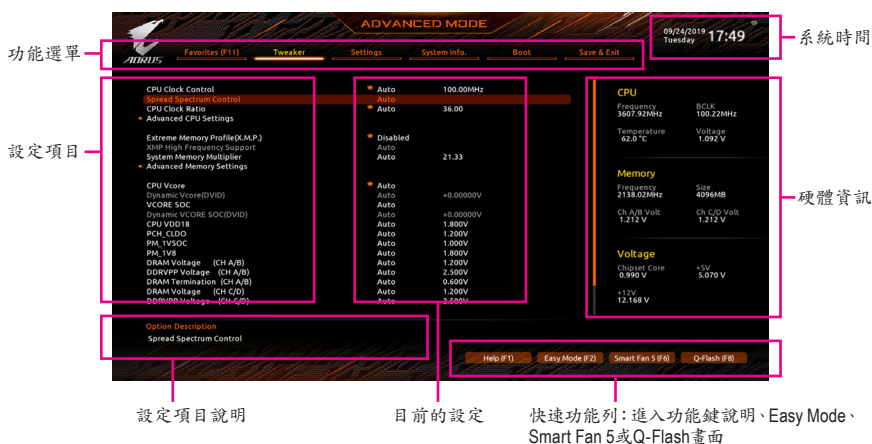 ADVANCED MODE
09/24/2019
Tuesday
17:49
系統時間
功能選單
AORUS
Favorites (F11) Tweaker Settings System Info. Boot Save & Exit
設定項目
CPU Clock Control Auto 100.00MHz
Spread Spectrum Control Auto
CPU Clock Ratio Auto 36.00
Advanced CPU Settings
Extreme Memory Profile(X.M.P.) Disabled
XMP High Frequency Support Auto
System Memory Multiplier Auto 21.33
Advanced Memory Settings
CPU Vcore Auto
Dynamic Vcore(DVID) Auto +0.00000V
VCORE SOC Auto
Dynamic VCORE SOC(DVID) Auto +0.00000V
CPU VDD18 Auto 1.800V
PCH_CLDO Auto 1.200V
PM_1VSOC Auto 1.000V
PM_1V8 Auto 1.800V
DRAM Voltage (CH A/B) Auto 1.200V
DDRVPP Voltage (CH A/B) Auto 2.500V
DRAM Termination (CH A/B) Auto 0.600V
DRAM Voltage (CH C/D) Auto 1.200V
DDRVPP Voltage (CH C/D) Auto 2.500V
CPU
Frequency BCLK
3607.92MHz 100.22MHz
Temperature Voltage
62.0 °C 1.092 V
Memory
Frequency Size
2138.02MHz 4096MB
Ch A/B Volt Ch C/D Volt
1.212 V 1.212 V
Voltage
Chipset Core +5V
0.990 V 5.070 V
+12V
12.168 V
硬體資訊
Option Description
Spread Spectrum Control
Help (F1) Easy Mode (F2) Smart Fan 5 (F6) Q-Flash (F8)
設定項目說明
目前的設定
快速功能列：進入功能鍵說明、Easy Mode、
Smart Fan 5或Q-Flash畫面